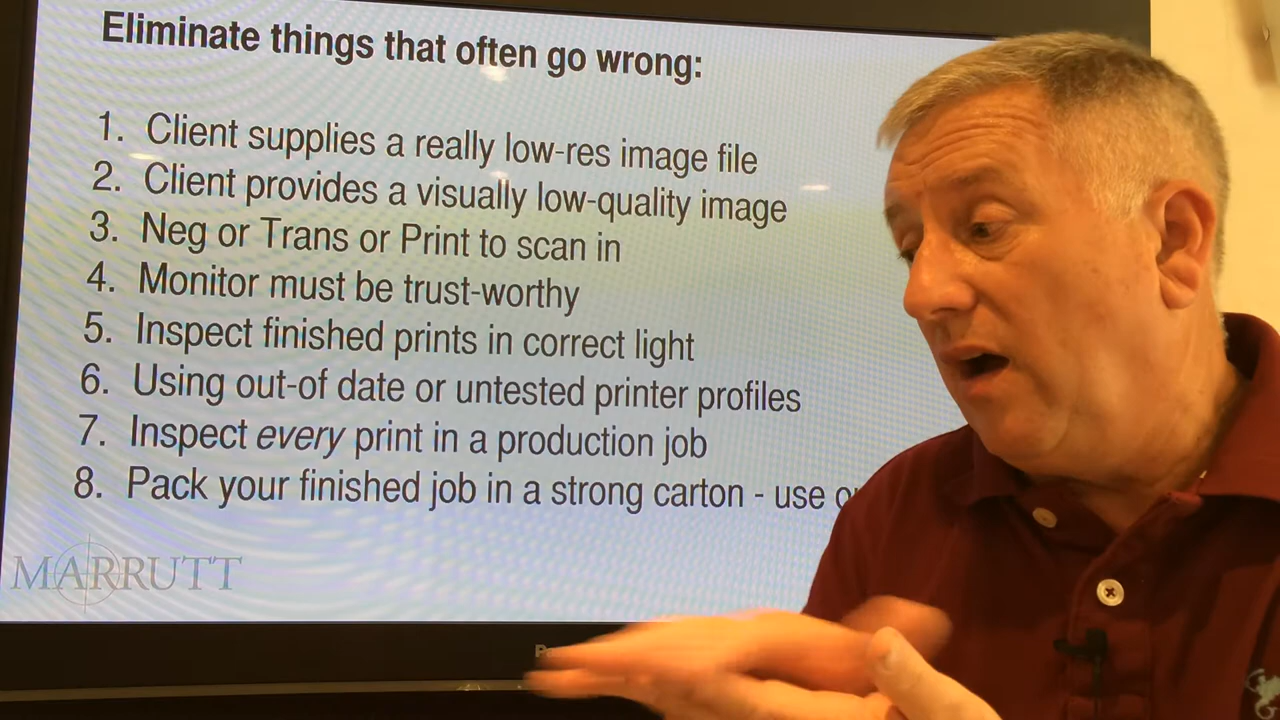 Eliminate things that often go wrong:
1. Client supplies a really low-res image file
2. Client provides a visually low-quality image
3. Neg or Trans or Print to scan in
4. Monitor must be trust-worthy
5. Inspect finished prints in correct light
6. Using out-of date or untested printer profiles
7. Inspect every print in a production job
8. Pack your finished job in a strong carton - use
MARRUTT